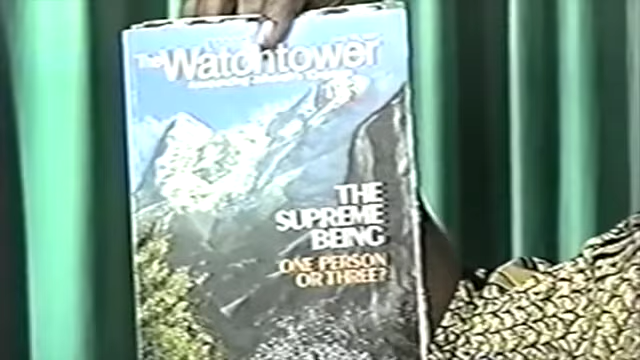 The Watchtower
THE
SUPREME
BEING
ONE PERSON
OR THREE?